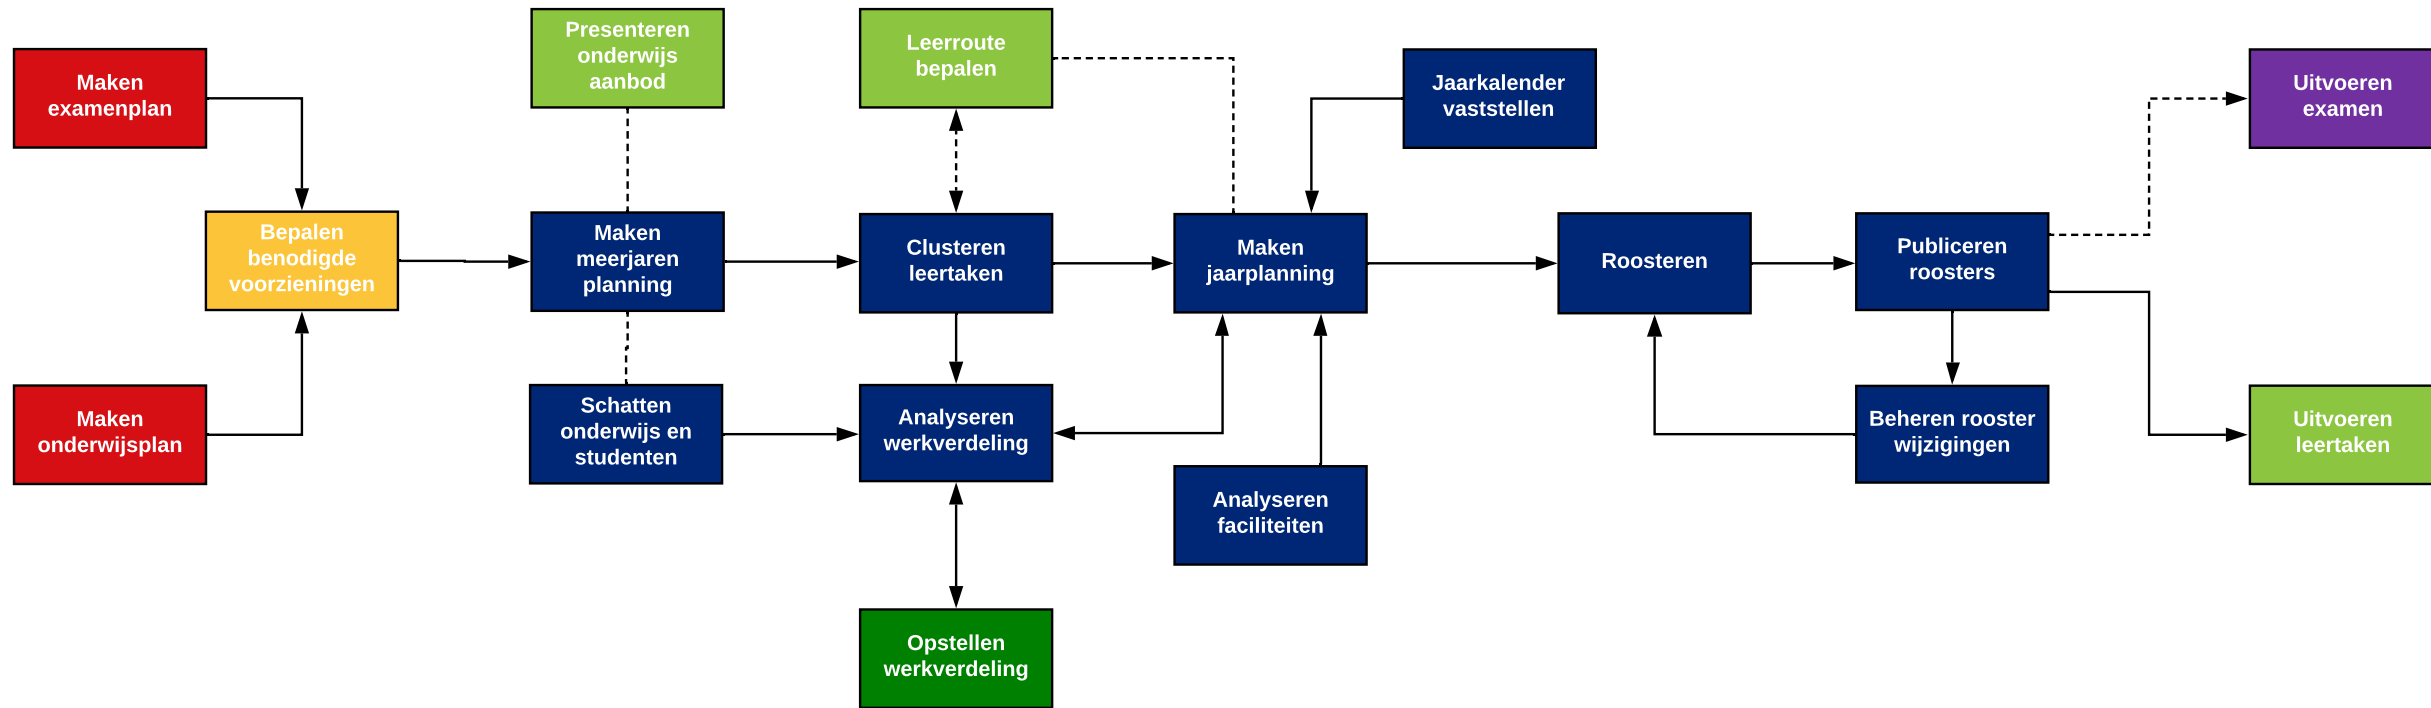 Maken
examenplan
Presenteren
onderwijs
aanbod
Leerroute
bepalen
Jaarkalender
vaststellen
Uitvoeren
examen
Bepalen
benodigde
voorzieningen
Maken
meerjaren
planning
Clusteren
leertaken
Maken
jaarplanning
Roosteren
Publiceren
roosters
Maken
onderwijsplan
Schatten
onderwijs en
studenten
Analyseren
werkverdeling
Analyseren
faciliteiten
Beheren rooster
wijzigingen
Uitvoeren
leertaken
Opstellen
werkverdeling